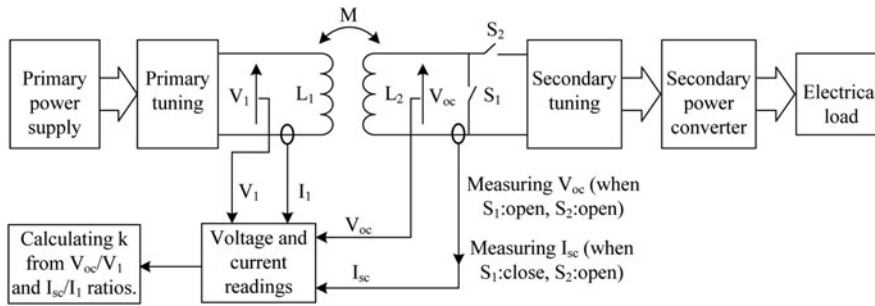 M
S₂
Primary
power
supply
Primary
tuning
V₁
L₁
L₂
Voc
S₁
Secondary
tuning
Secondary
power
converter
Electrical
load
V₁
I₁
Measuring Voc (when
S₁:open, S₂:open)
Measuring Isc (when
S₁:close, S₂:open)
Calculating k
from Voc/V₁
and Isc/I₁ ratios.
Voltage and
current
readings
Voc
Isc